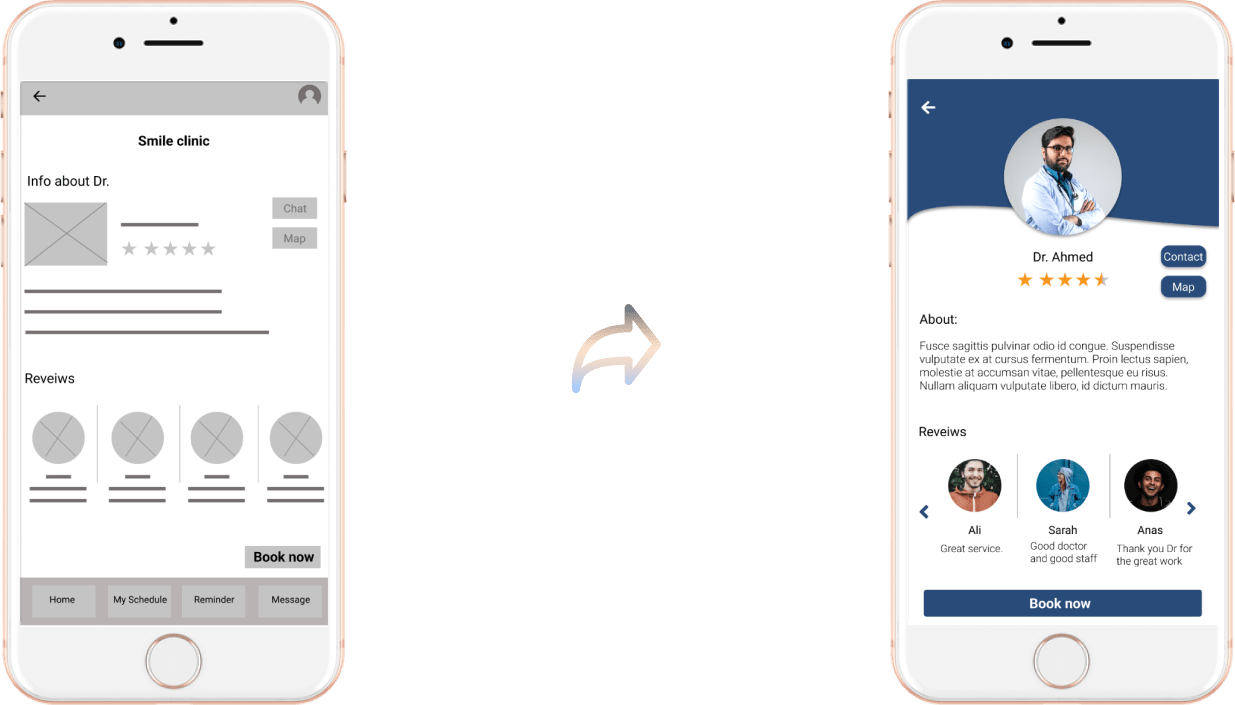 Smile clinic
Info about Dr.
Chat
Map
Reveiws
Book now
Home My Schedule Reminder Message
Dr. Ahmed
Contact
Map
About:
Fusce sagittis pulvinar odio id congue. Suspendisse
vulputate ex at cursus fermentum. Proin lectus sapien,
molestie at accumsan vitae, pellentesque eu risus.
Nullam aliquam vulputate libero, id dictum mauris.
Reveiws
Ali
Great service.
Sarah
Good doctor
and good staff
Anas
Thank you Dr for
the great work
Book now